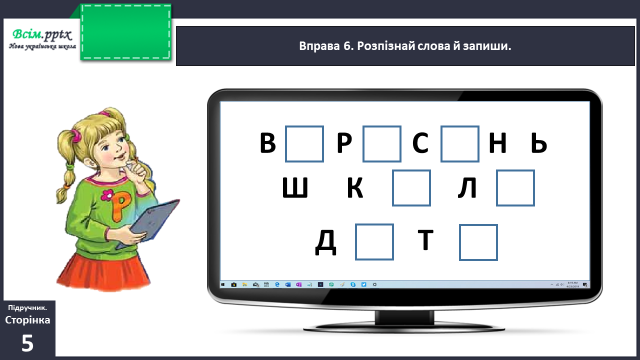 Всім.pptx
Нова українська школа
Вправа 6. Розпізнай слова й запиши.
В Р С Н Ь
Ш К Л
Д Т
Р
Підручник.
Сторінка
5